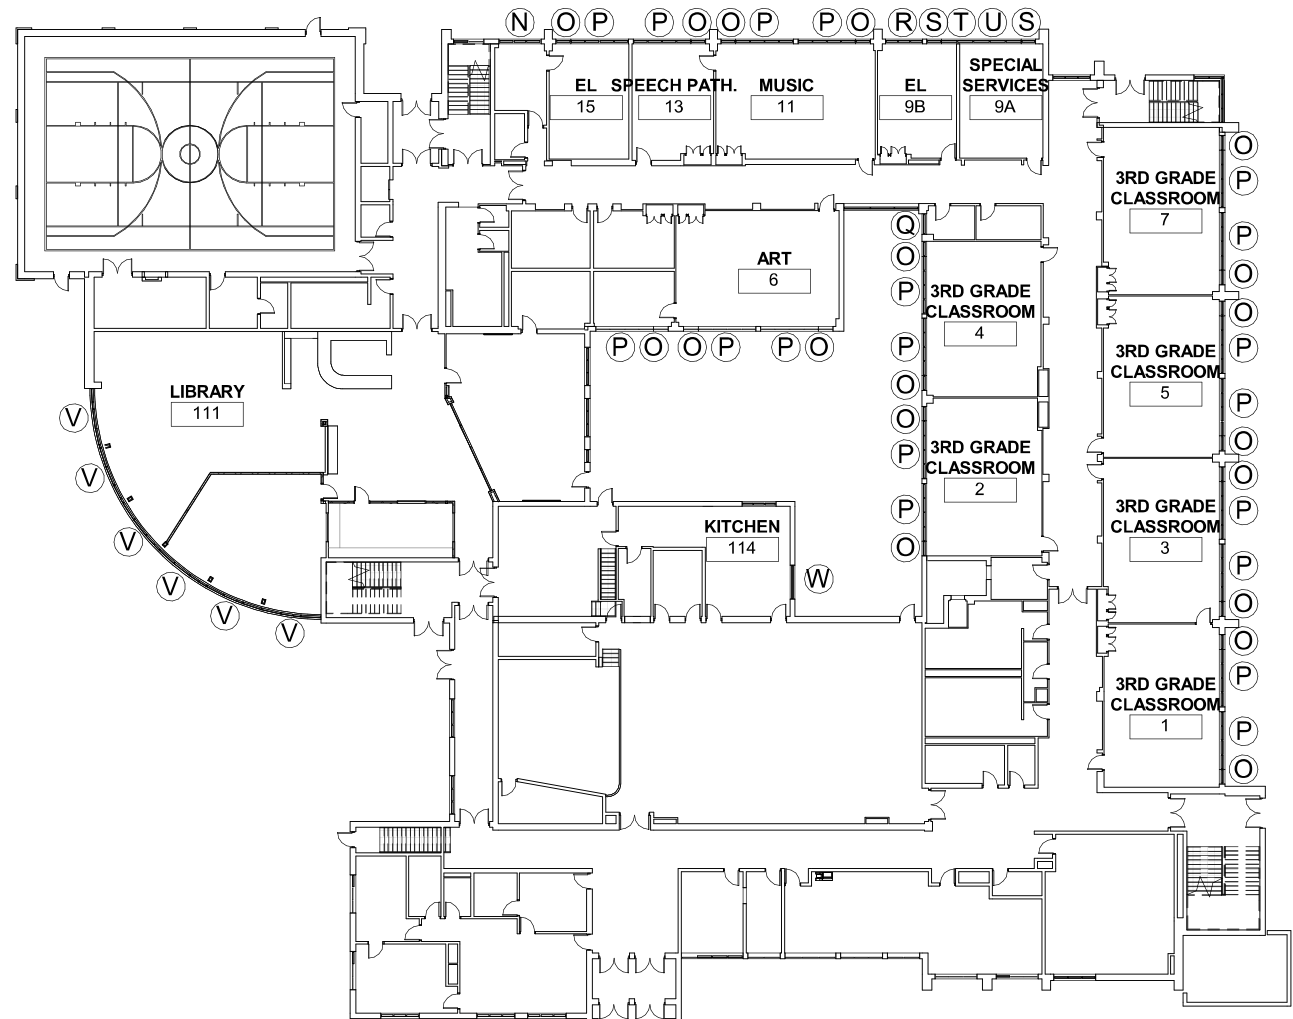 N O P P O O P P O R S T U S
EL
15
SPEECH PATH.
13
MUSIC
11
EL
9B
SPECIAL
SERVICES
9A
O
P
3RD GRADE
CLASSROOM
7
P
O
Q
O
P
ART
6
3RD GRADE
CLASSROOM
4
P
O
P O O P P O
O
P
3RD GRADE
CLASSROOM
5
P
O
LIBRARY
111
V
V
V
V
V
V
O
P
3RD GRADE
CLASSROOM
2
P
O
O
P
3RD GRADE
CLASSROOM
3
P
O
KITCHEN
114
W
O
P
3RD GRADE
CLASSROOM
1
P
O